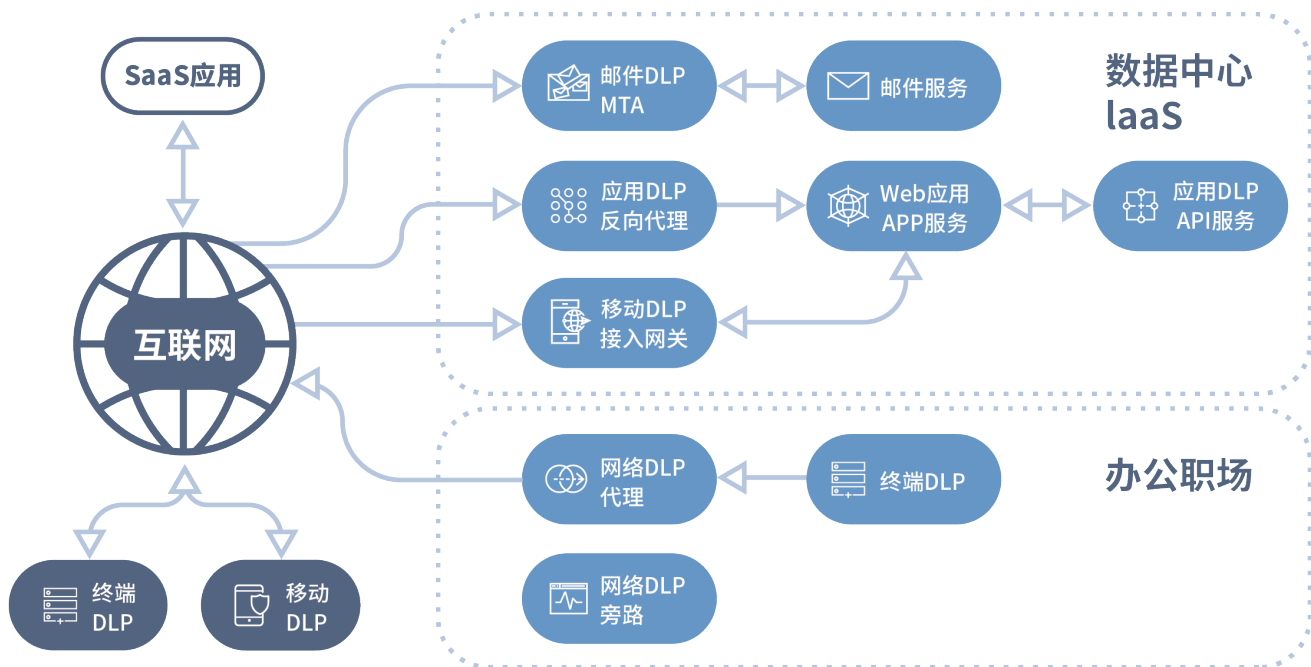 SaaS应用
邮件DLP
MTA
邮件服务
数据中心
laaS
应用DLP
反向代理
Web应用
APP服务
应用DLP
API服务
互联网
移动DLP
接入网关
网络DLP
代理
终端DLP
办公职场
网络DLP
旁路
终端
DLP
移动
DLP